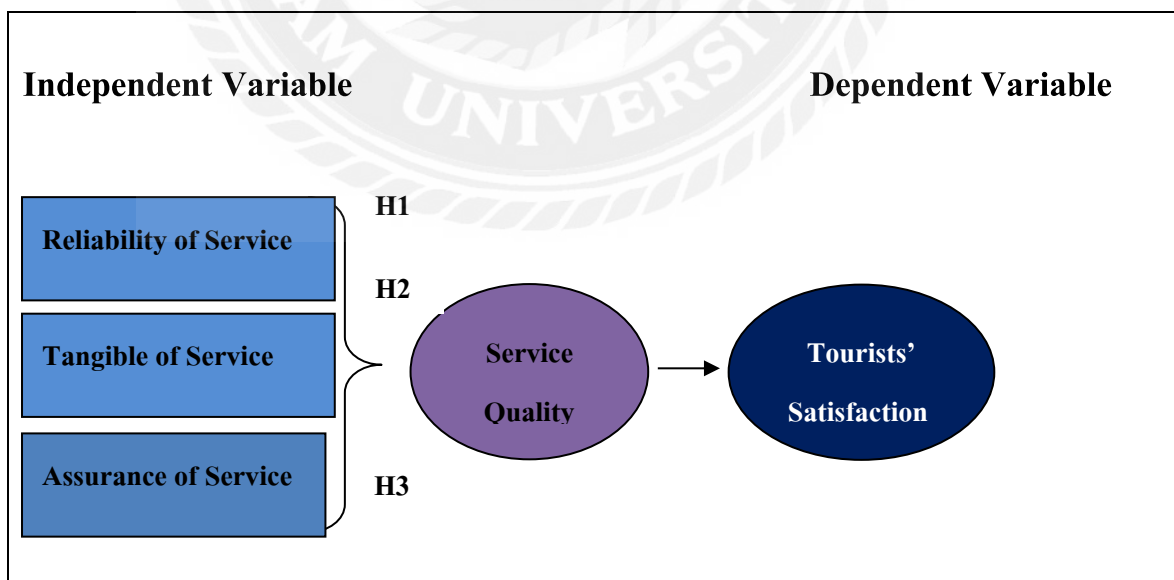 Independent Variable
Dependent Variable
H1
Reliability of Service
H2
Tangible of Service
Service
Quality
Tourists’
Satisfaction
Assurance of Service
H3
UNIVERSIT